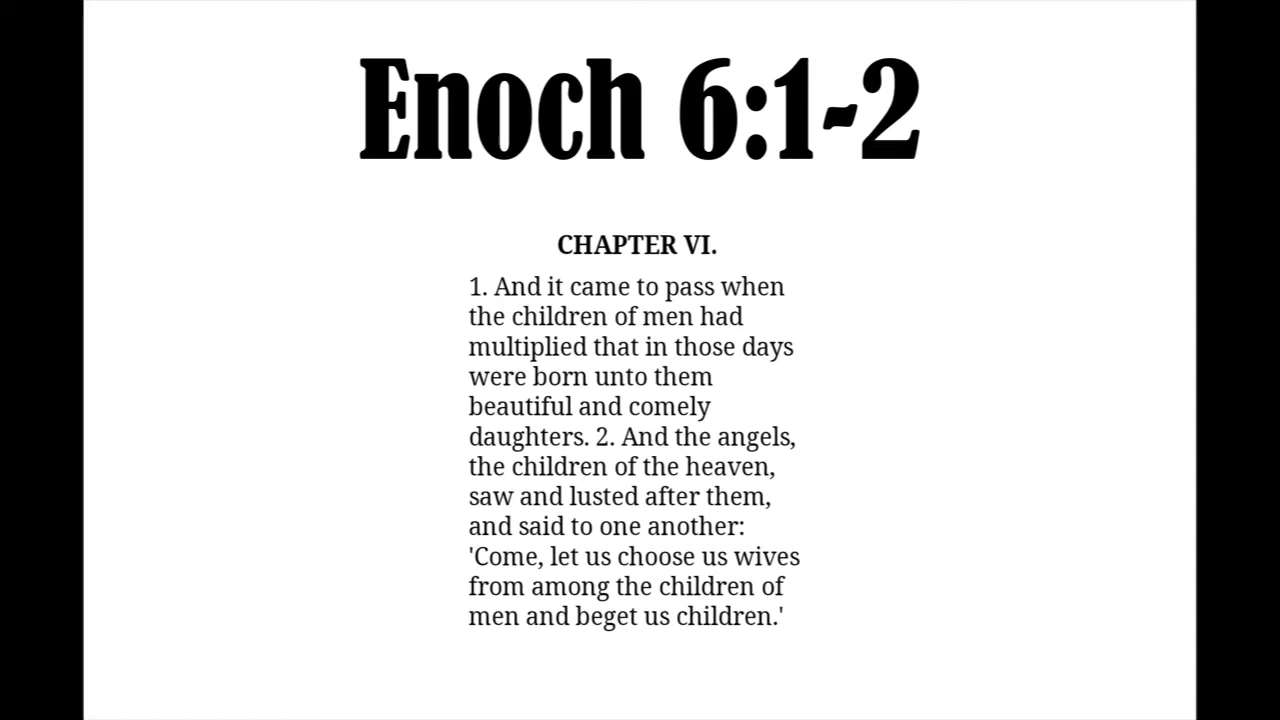 Enoch 6:1-2
CHAPTER VI.
1. And it came to pass when
the children of men had
multiplied that in those days
were born unto them
beautiful and comely
daughters. 2. And the angels,
the children of the heaven,
saw and lusted after them,
and said to one another:
'Come, let us choose us wives
from among the children of
men and beget us children.'